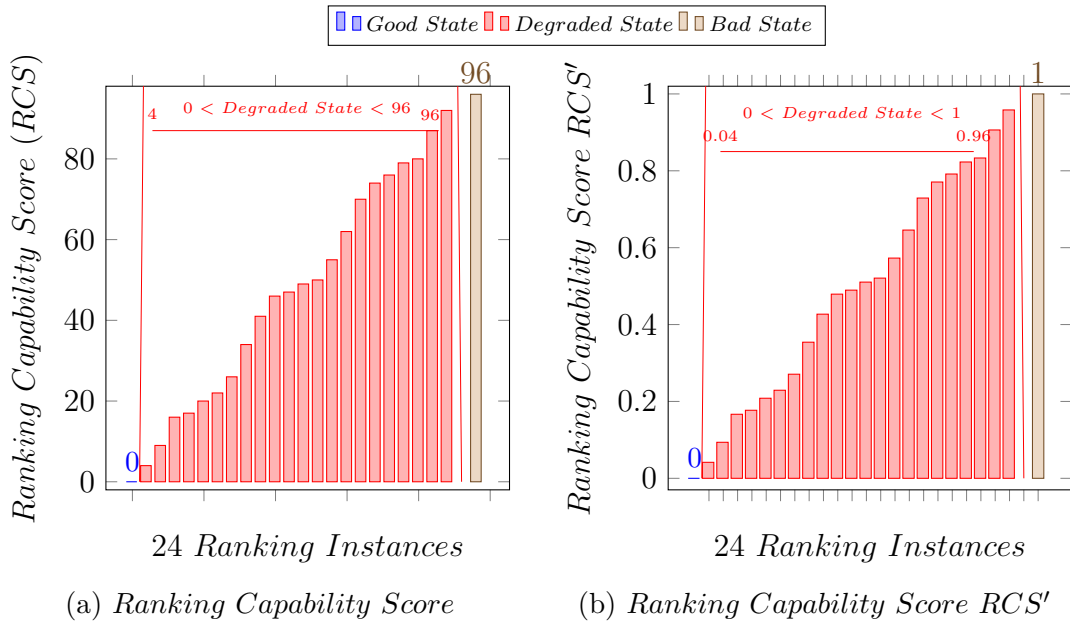 Good State Degraded State Bad State
Ranking Capability Score (RCS)
80
60
40
20
0
0
4
0 < Degraded State < 96
96
96
24 Ranking Instances
(a) Ranking Capability Score
Ranking Capability Score RCS′
1
0.8
0.6
0.4
0.2
0
0
0.04
0 < Degraded State < 1
0.96
1
24 Ranking Instances
(b) Ranking Capability Score RCS′